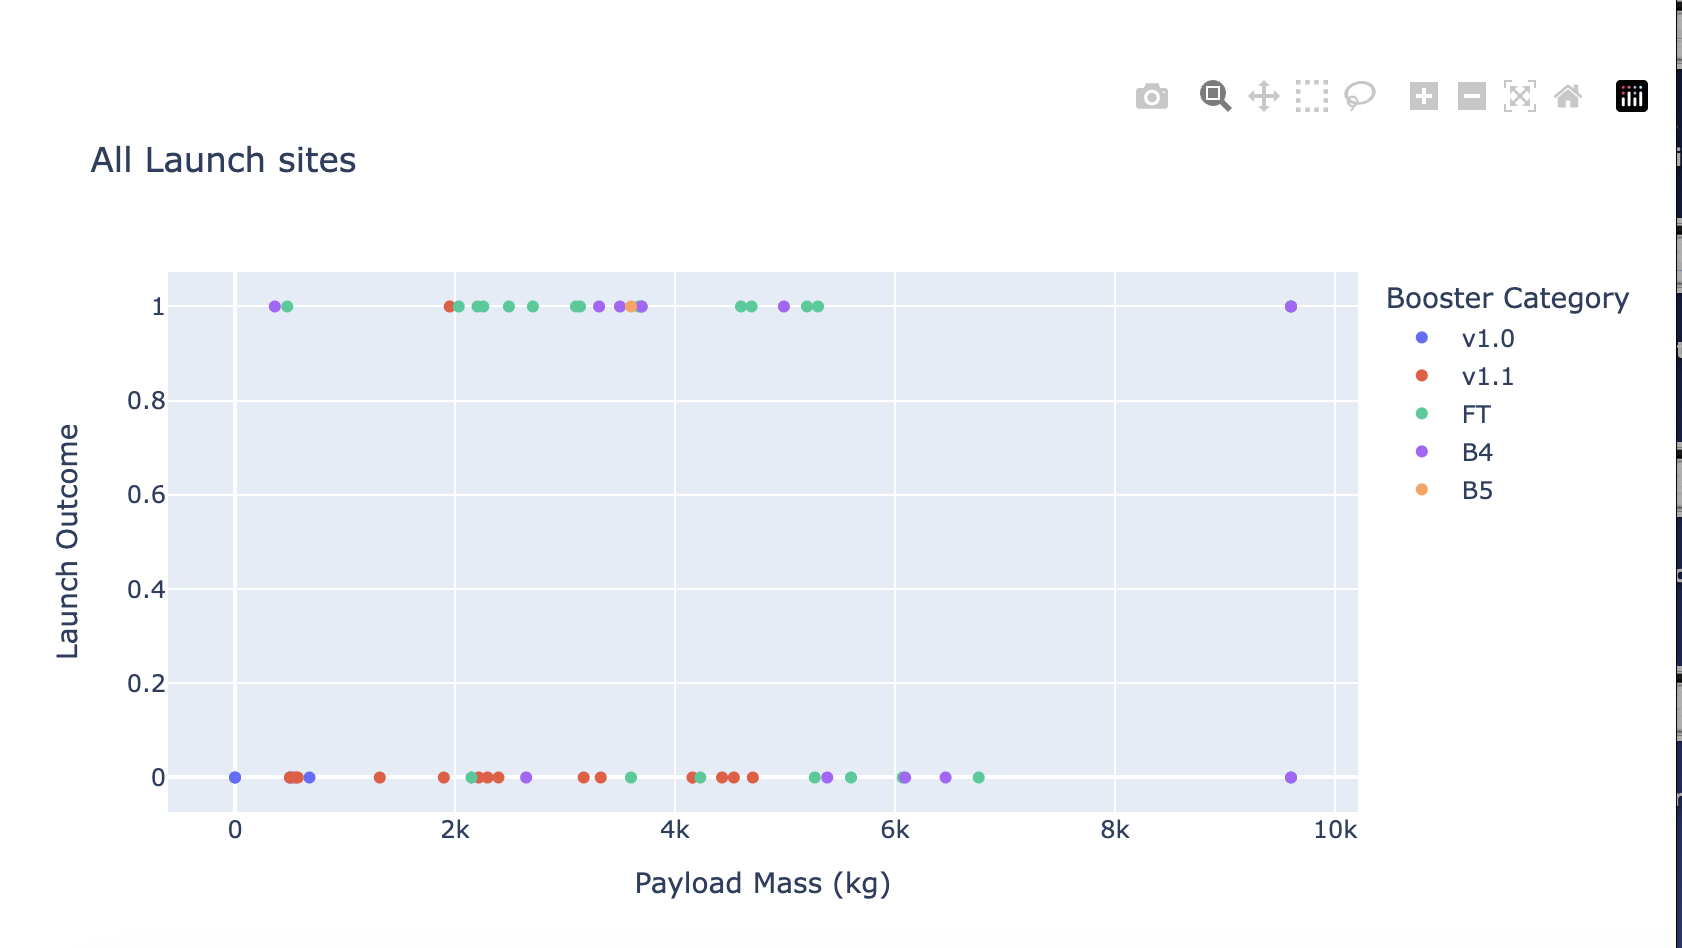 All Launch sites
1
0.8
0.6
0.4
0.2
0
Launch Outcome
0
2k
4k
6k
8k
10k
Payload Mass (kg)
Booster Category
v1.0
v1.1
FT
B4
B5